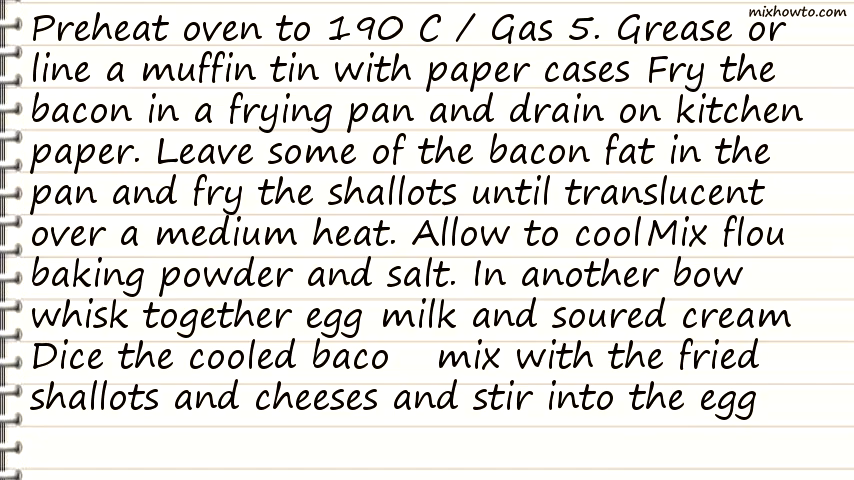 mixhowto.com
Preheat oven to 190 C / Gas 5. Grease or
line a muffin tin with paper cases Fry the
bacon in a frying pan and drain on kitchen
paper. Leave some of the bacon fat in the
pan and fry the shallots until translucent
over a medium heat. Allow to cool Mix flou
baking powder and salt. In another bow
whisk together egg milk and soured cream
Dice the cooled baco mix with the fried
shallots and cheeses and stir into the egg